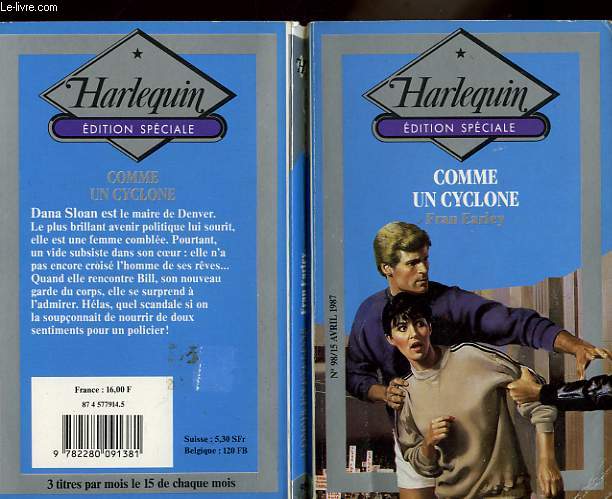 Le-livre.com
Harlequin
ÉDITION SPÉCIALE
COMME
UN CYCLONE
Dana Sloan est le maire de Denver.
Le plus brillant avenir politique lui sourit,
elle est une femme comblée. Pourtant,
un vide subsiste dans son cœur : elle n'a
pas encore croisé l'homme de ses rêves...
Quand elle rencontre Bill, son nouveau
garde du corps, elle se surprend à
l'admirer. Hélas, quel scandale si on
la soupçonnait de nourrir de doux
sentiments pour un policier!
France : 16,00 F
87 4 577914.5
9 782280 091381
Suisse : 5,30 SFr
Belgique : 120 FB
3 titres par mois le 15 de chaque mois
Fran Earley
Harlequin
ÉDITION SPÉCIALE
COMME
UN CYCLONE
Fran Earley
N° 98/15 AVRIL 1987